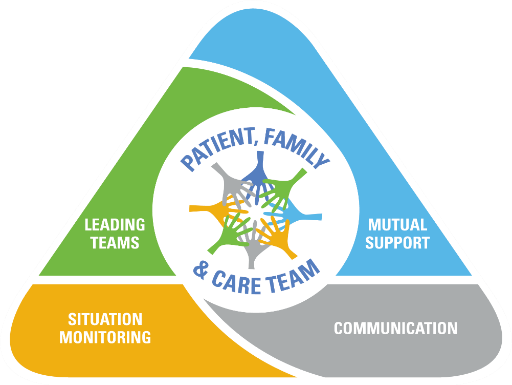 PATIENT, FAMILY
& CARE TEAM
LEADING
TEAMS
MUTUAL
SUPPORT
SITUATION
MONITORING
COMMUNICATION